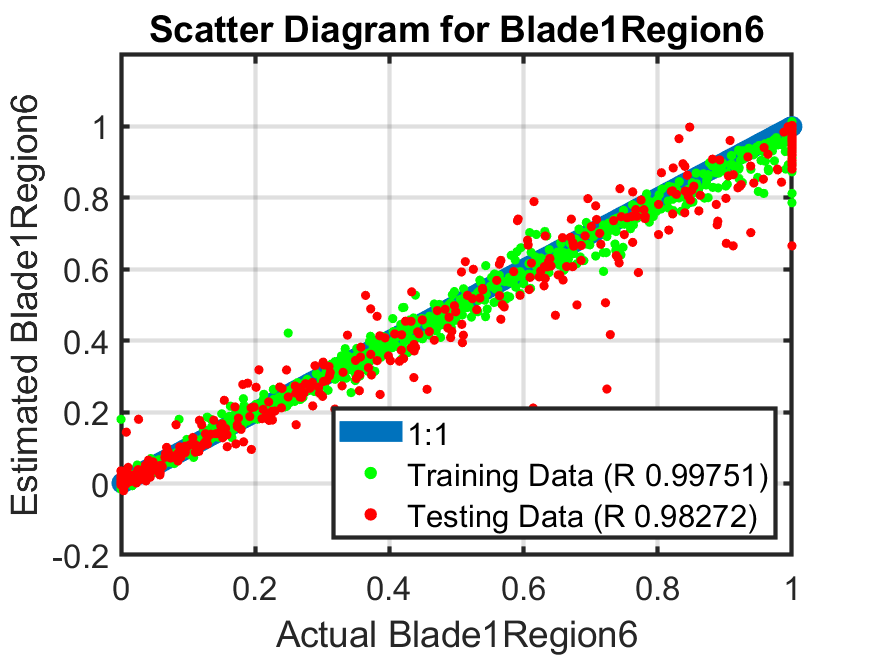 Scatter Diagram for Blade1Region6
Estimated Blade1Region6
1
0.8
0.6
0.4
0.2
0
-0.2
1:1
Training Data (R 0.99751)
Testing Data (R 0.98272)
0 0.2 0.4 0.6 0.8 1
Actual Blade1Region6